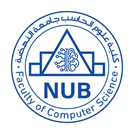 كلية علوم الحاسب جامعة النهضة
NUB
Faculty of Computer Science